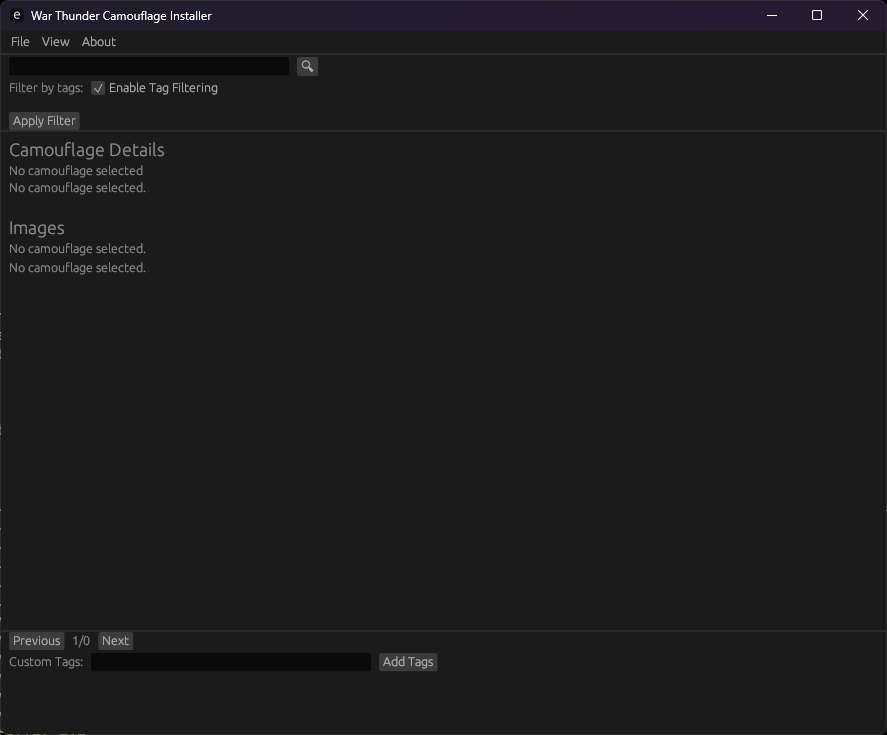 e War Thunder Camouflage Installer
File View About
Filter by tags: Enable Tag Filtering
Apply Filter
Camouflage Details
No camouflage selected
No camouflage selected.
Images
No camouflage selected.
No camouflage selected.
Previous 1/0 Next
Custom Tags: Add Tags